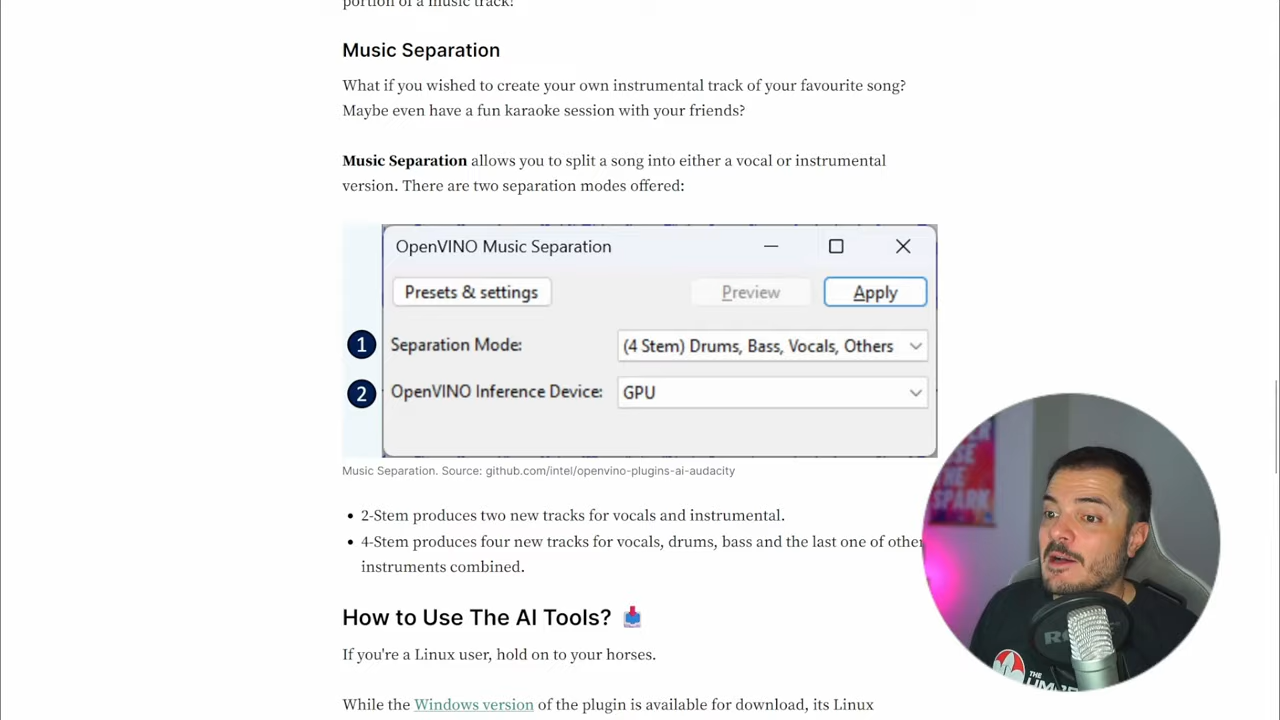 portion of a music track!
Music Separation
What if you wished to create your own instrumental track of your favourite song?
Maybe even have a fun karaoke session with your friends?
Music Separation allows you to split a song into either a vocal or instrumental
version. There are two separation modes offered:
OpenVINO Music Separation
Presets & settings
Preview
Apply
1
Separation Mode:
(4 Stem) Drums, Bass, Vocals, Others
2
OpenVINO Inference Device:
GPU
Music Separation. Source: github.com/intel/openvino-plugins-ai-audacity
• 2-Stem produces two new tracks for vocals and instrumental.
• 4-Stem produces four new tracks for vocals, drums, bass and the last one of other
instruments combined.
THE
SPARK
How to Use The AI Tools? 📥
If you're a Linux user, hold on to your horses.
THE
While the Windows version of the plugin is available for download, its Linux